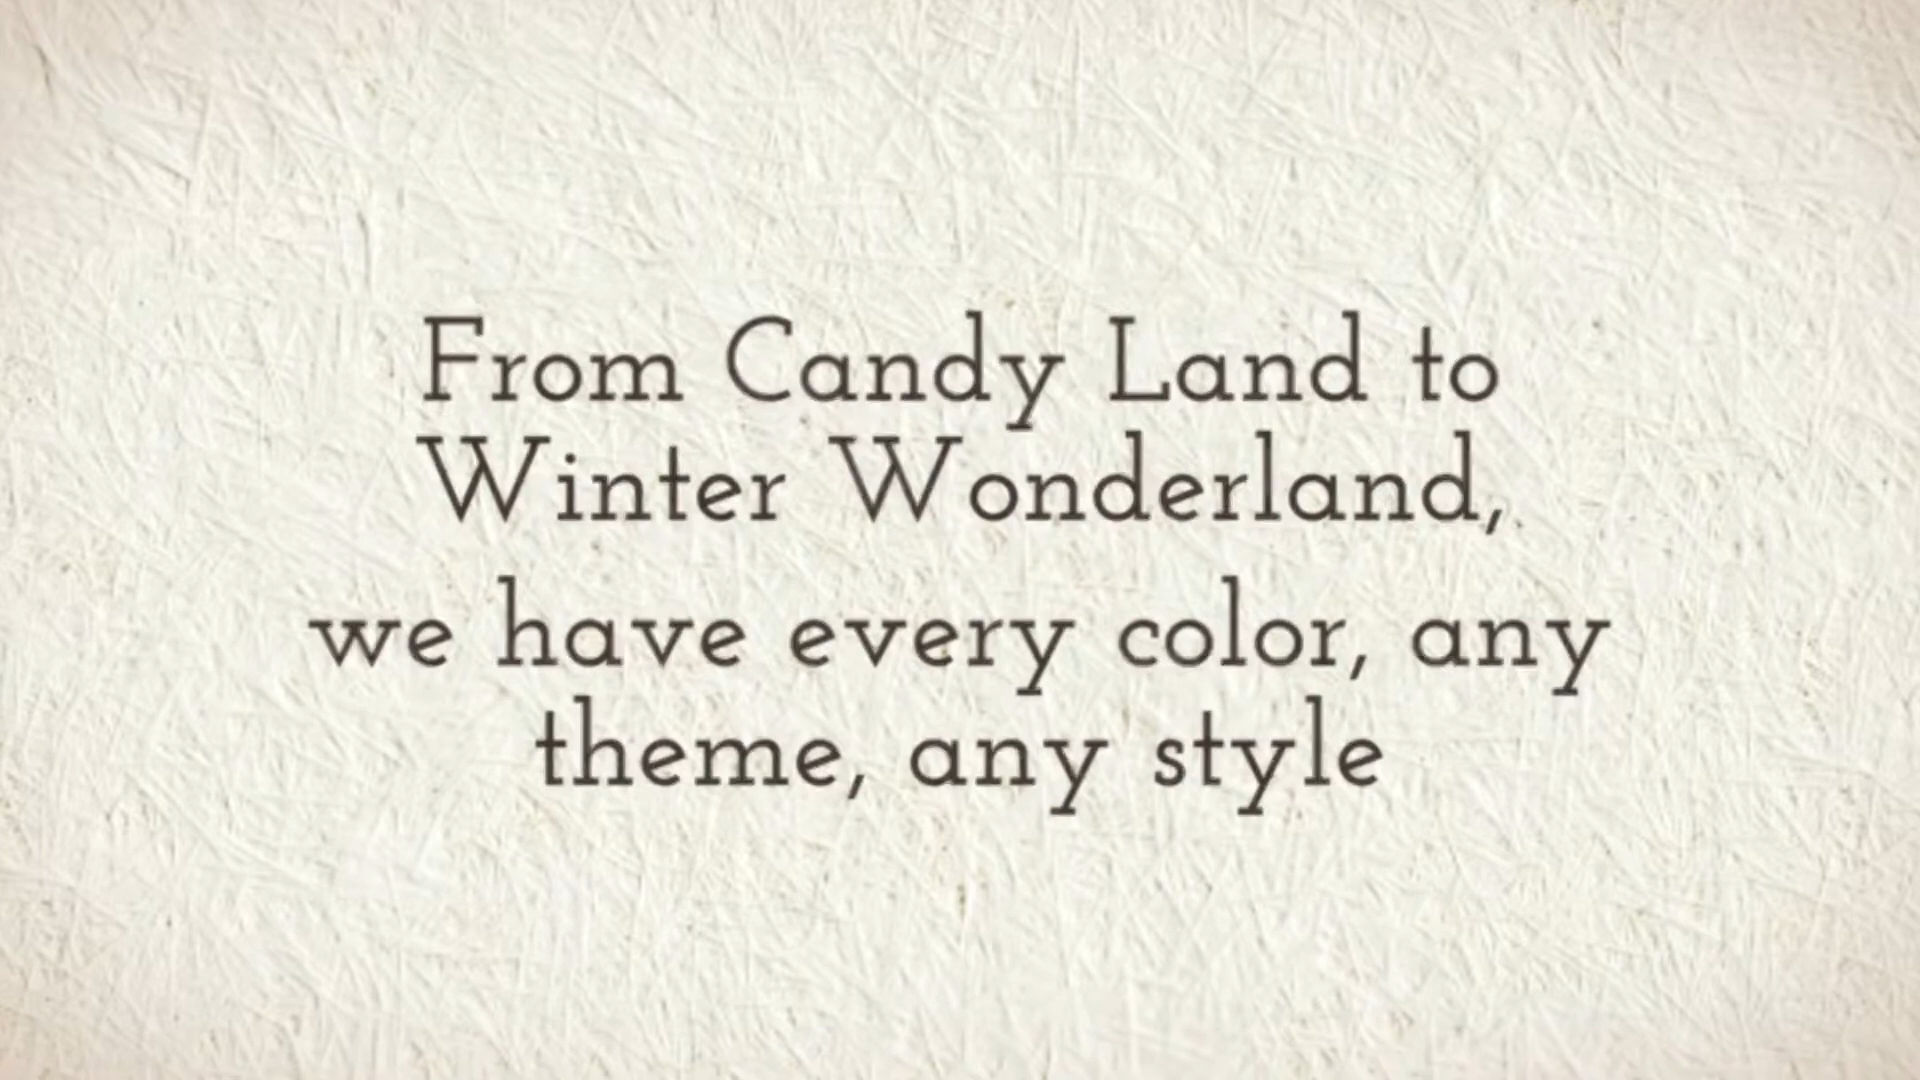 From Candy Land to
Winter Wonderland,
we have every color, any
theme, any style